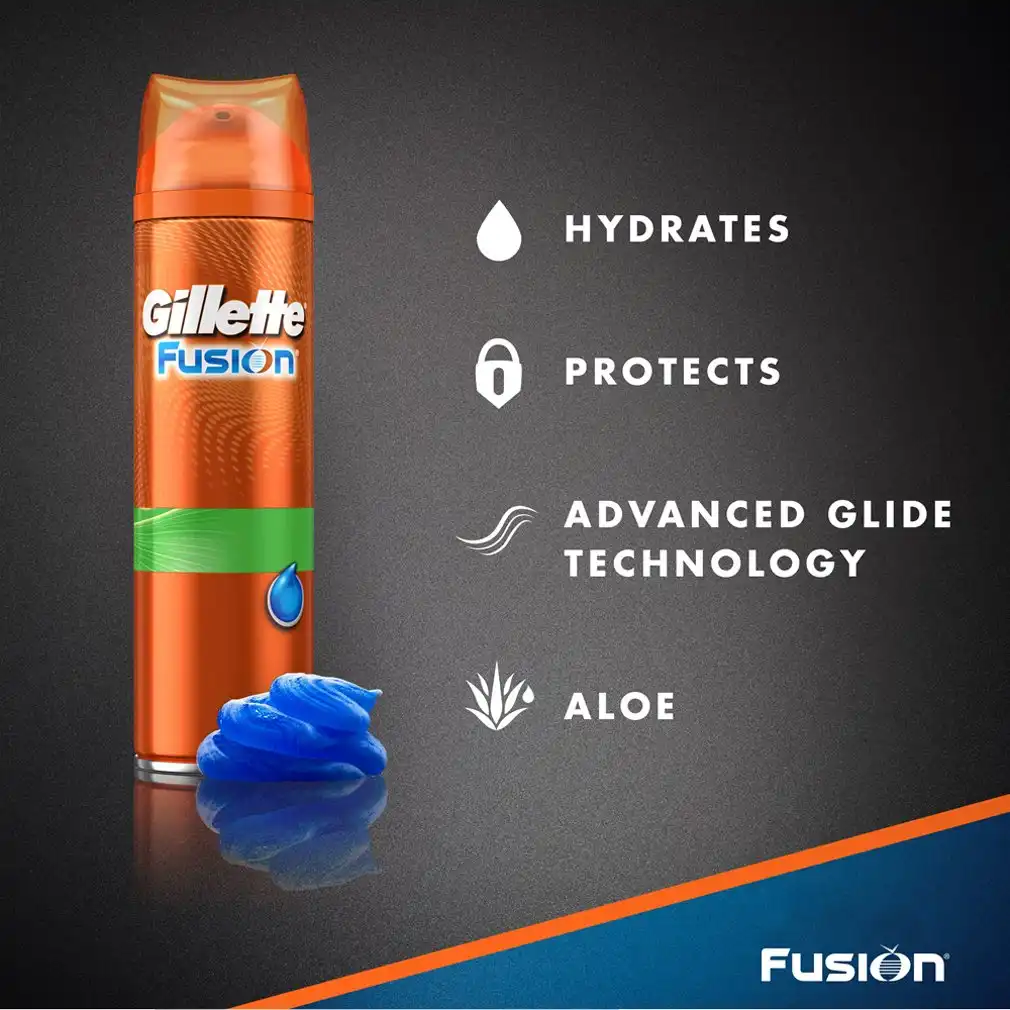 Gillette
Fusion
HYDRATES
PROTECTS
ADVANCED GLIDE
TECHNOLOGY
ALOE
Fusion